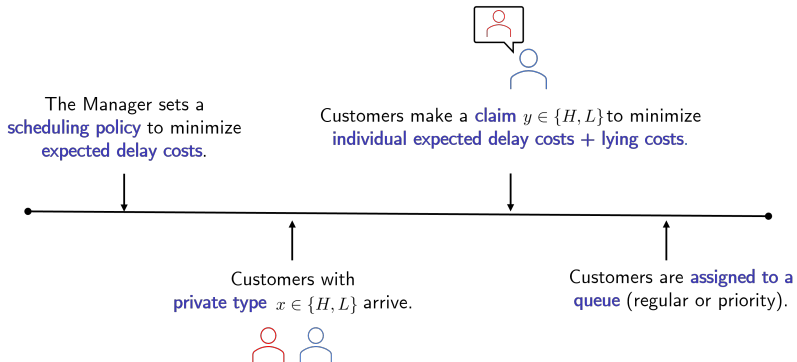 The Manager sets a
scheduling policy to minimize
expected delay costs.
Customers with
private type x ∈ {H, L} arrive.
Customers make a claim y ∈ {H, L} to minimize
individual expected delay costs + lying costs.
Customers are assigned to a
queue (regular or priority).